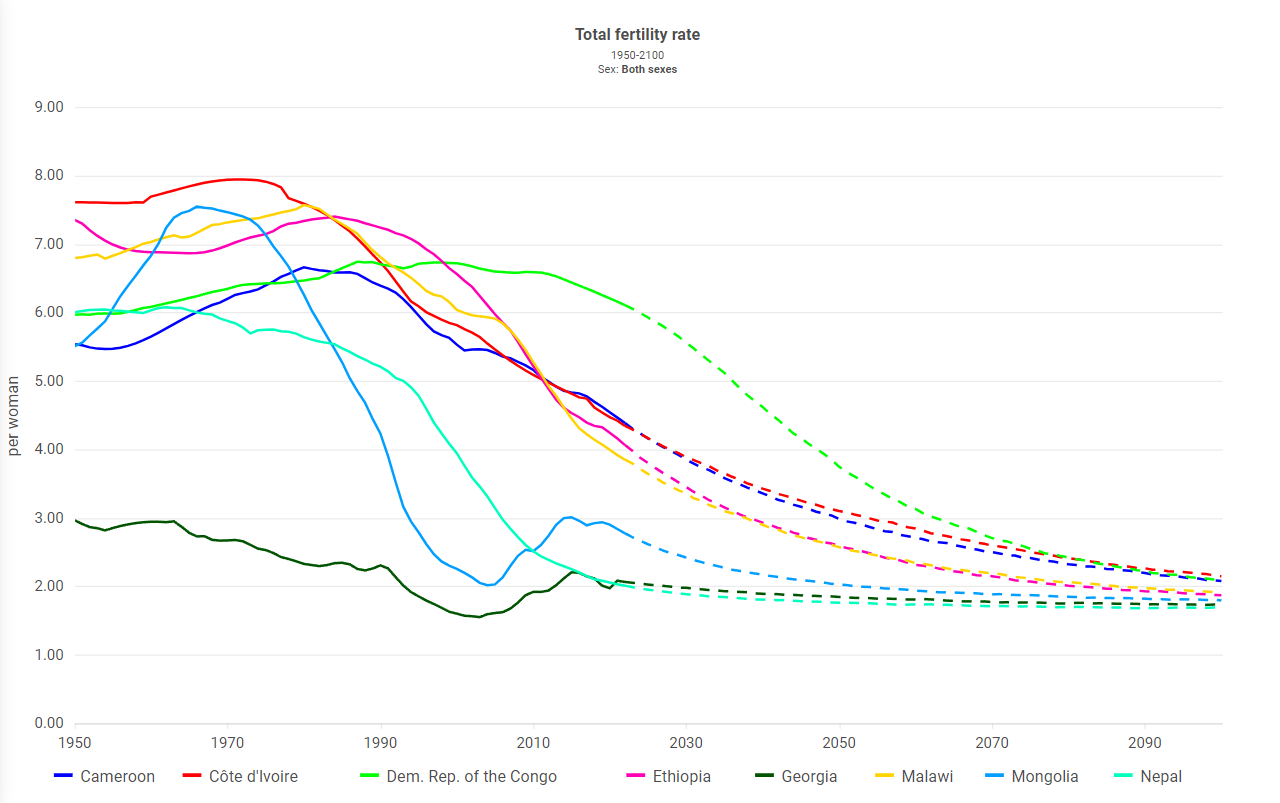 Total fertility rate
1950-2100
Sex: Both sexes
9.00
8.00
7.00
6.00
5.00
4.00
3.00
2.00
1.00
0.00
per woman
1950 1970 1990 2010 2030 2050 2070 2090
Cameroon Côte d'Ivoire Dem. Rep. of the Congo Ethiopia Georgia Malawi Mongolia Nepal